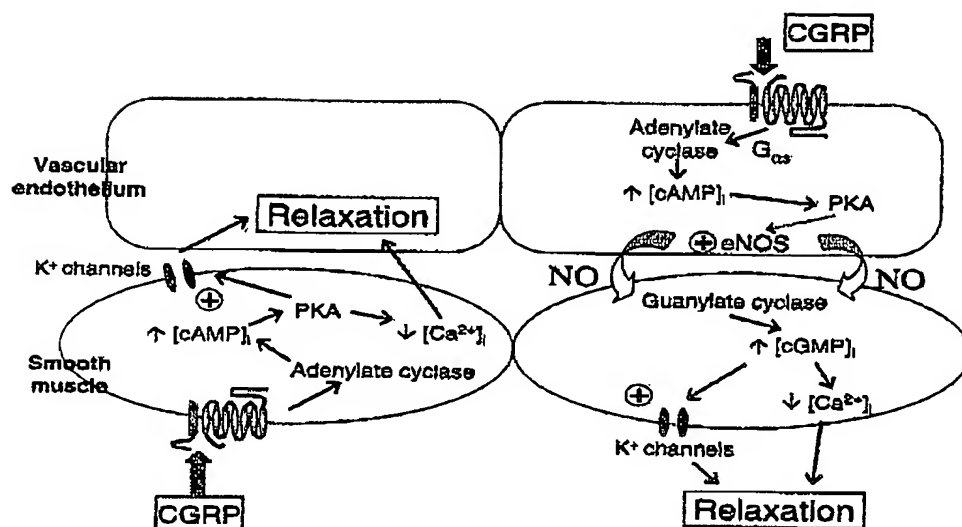 CGRP
Adenylate
cyclase
Gαs
↑ [cAMP]i
PKA
⊕ eNOS
NO
NO
Vascular
endothelium
Relaxation
K+ channels
⊕
PKA
↑ [cAMP]i
↓ [Ca2+]i
Adenylate cyclase
Smooth
muscle
CGRP
Guanylate cyclase
↑ [cGMP]i
⊕
↓ [Ca2+]i
K+ channels
Relaxation